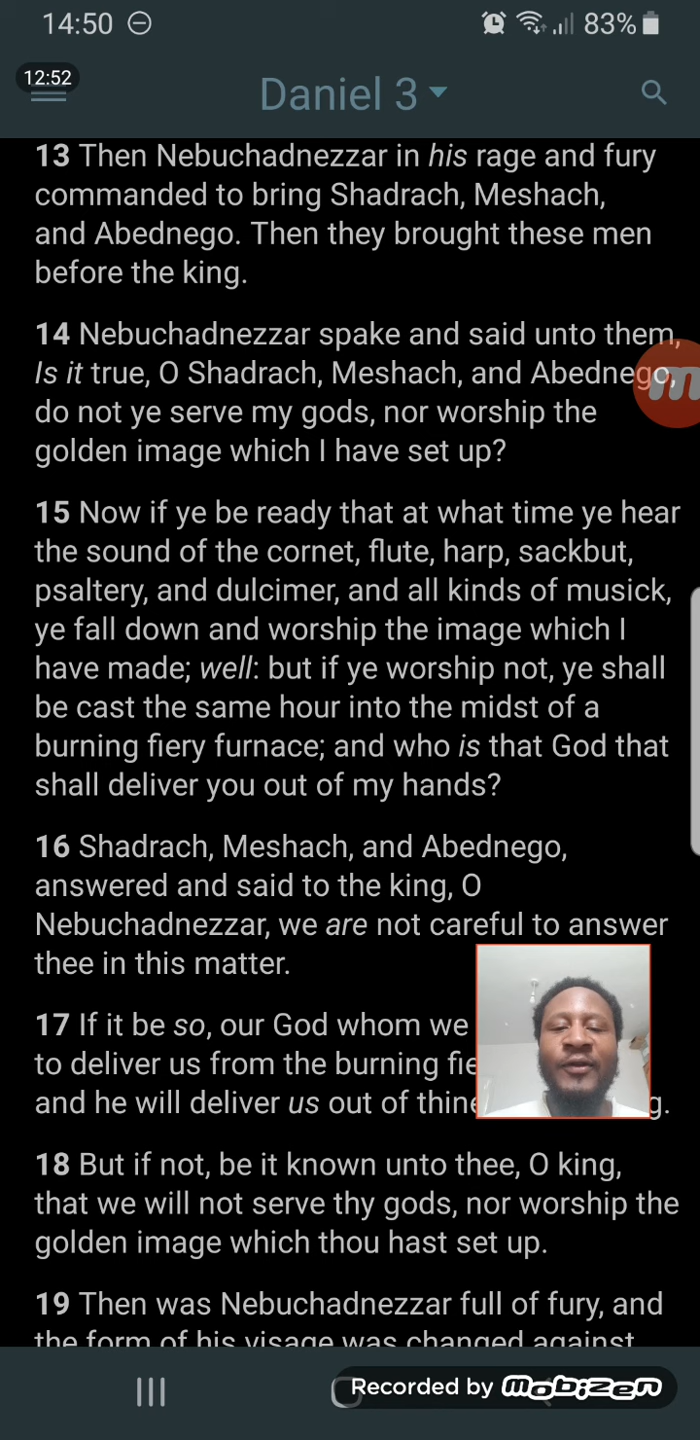 14:50
83%
12:52
Daniel 3
13 Then Nebuchadnezzar in his rage and fury
commanded to bring Shadrach, Meshach,
and Abednego. Then they brought these men
before the king.
14 Nebuchadnezzar spake and said unto them,
Is it true, O Shadrach, Meshach, and Abednego,
do not ye serve my gods, nor worship the
golden image which I have set up?
15 Now if ye be ready that at what time ye hear
the sound of the cornet, flute, harp, sackbut,
psaltery, and dulcimer, and all kinds of musick,
ye fall down and worship the image which I
have made; well: but if ye worship not, ye shall
be cast the same hour into the midst of a
burning fiery furnace; and who is that God that
shall deliver you out of my hands?
16 Shadrach, Meshach, and Abednego,
answered and said to the king, O
Nebuchadnezzar, we are not careful to answer
thee in this matter.
17 If it be so, our God whom we
to deliver us from the burning
and he will deliver us out of
18 But if not, be it known unto thee, O king,
that we will not serve thy gods, nor worship the
golden image which thou hast set up.
19 Then was Nebuchadnezzar full of fury, and
the form of his visage was changed against
Recorded by mobizen